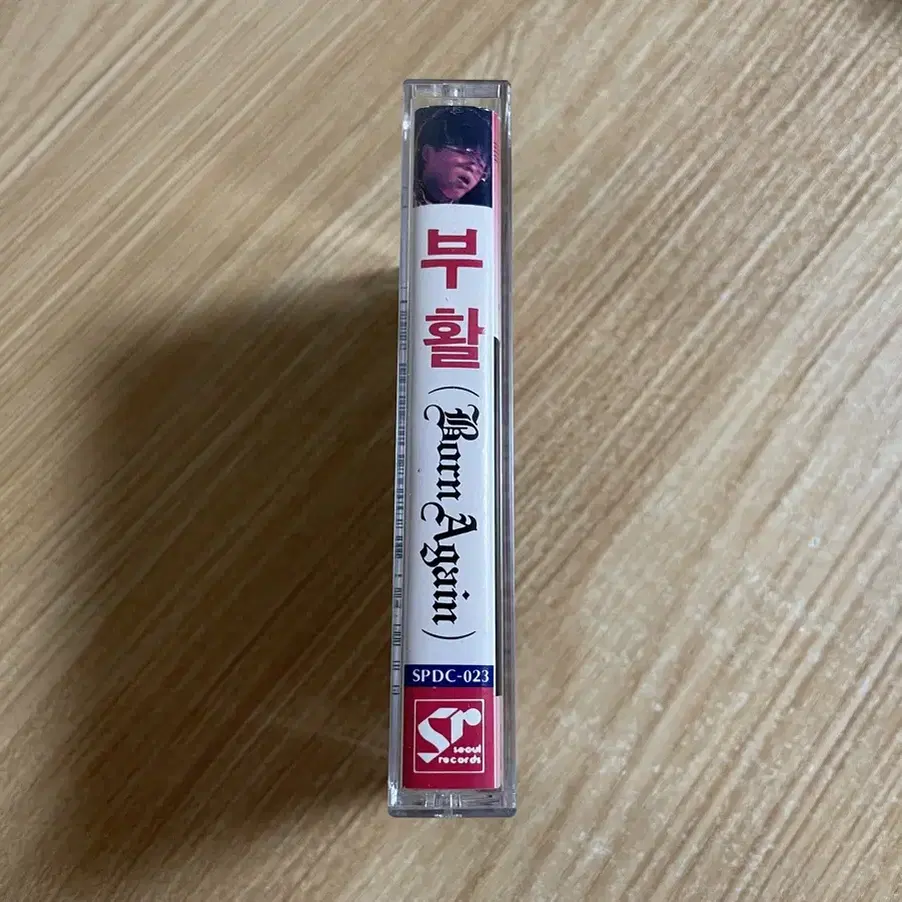 부활
(Born Again)
SPDC-023
Sr
seoul
records